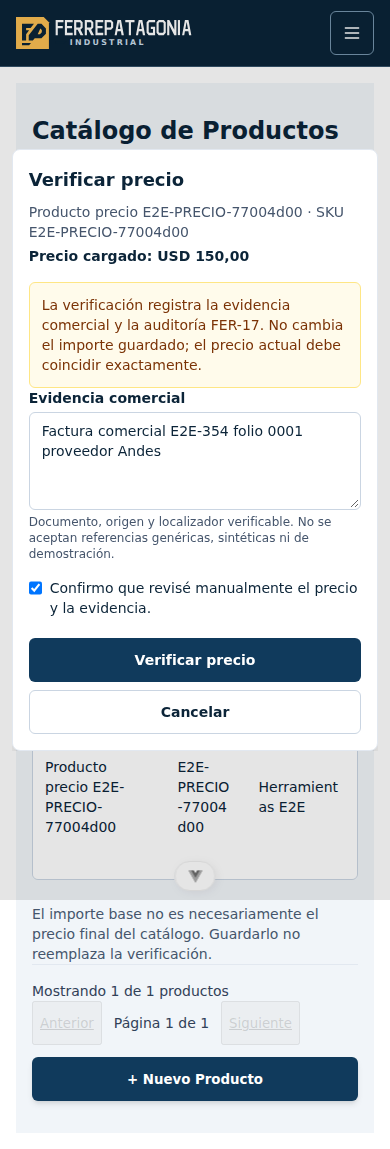 FERREPATAGONIA
INDUSTRIAL
Catálogo de Productos
Verificar precio
Producto precio E2E-PRECIO-77004d00 · SKU
E2E-PRECIO-77004d00
Precio cargado: USD 150,00
La verificación registra la evidencia
comercial y la auditoría FER-17. No cambia
el importe guardado; el precio actual debe
coincidir exactamente.
Evidencia comercial
Factura comercial E2E-354 folio 0001
proveedor Andes
Documento, origen y localizador verificable. No se
aceptan referencias genéricas, sintéticas ni de
demostración.
Confirmo que revisé manualmente el precio
y la evidencia.
Verificar precio
Cancelar
Producto
precio E2E-
PRECIO-
77004d00
E2E-
PRECIO
-77004
d00
Herramient
as E2E
El importe base no es necesariamente el
precio final del catálogo. Guardarlo no
reemplaza la verificación.
Mostrando 1 de 1 productos
Anterior Página 1 de 1 Siguiente
+ Nuevo Producto